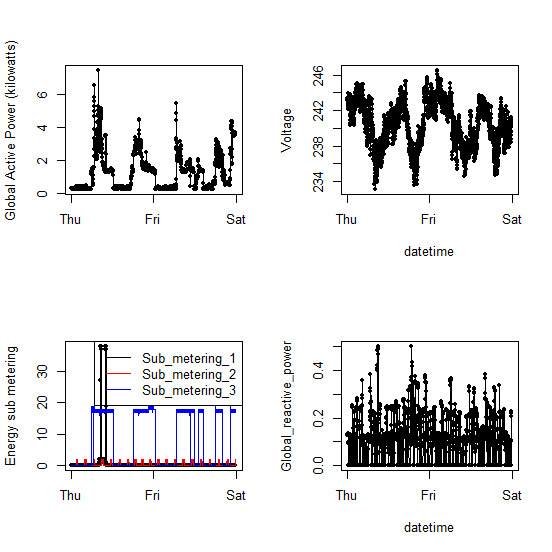 Global Active Power (kilowatts)
0 2 4 6
Thu Fri Sat
Voltage
234 238 242 246
Thu Fri Sat
datetime
Energy sub metering
0 10 20 30
Sub_metering_1
Sub_metering_2
Sub_metering_3
Thu Fri Sat
Global_reactive_power
0.0 0.2 0.4
Thu Fri Sat
datetime